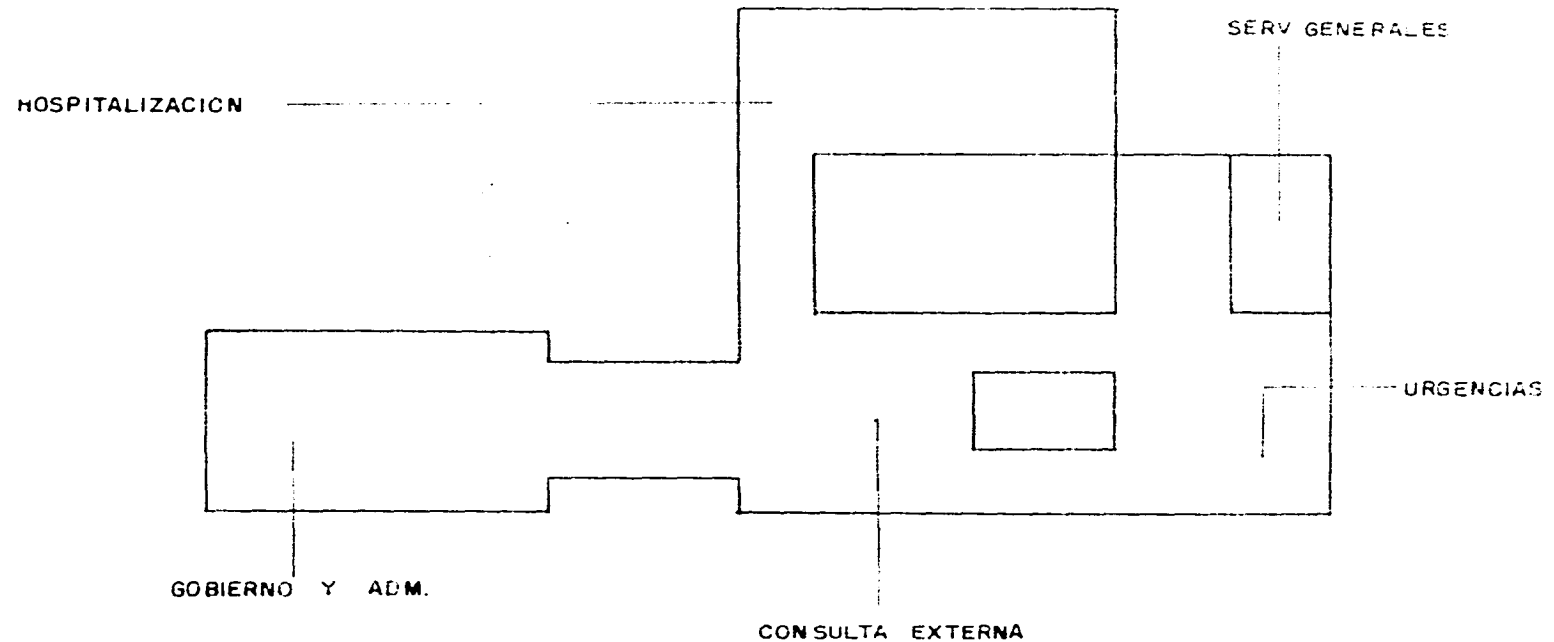 SERV GENERALES
HOSPITALIZACION
URGENCIAS
GOBIERNO Y ADM.
CONSULTA EXTERNA